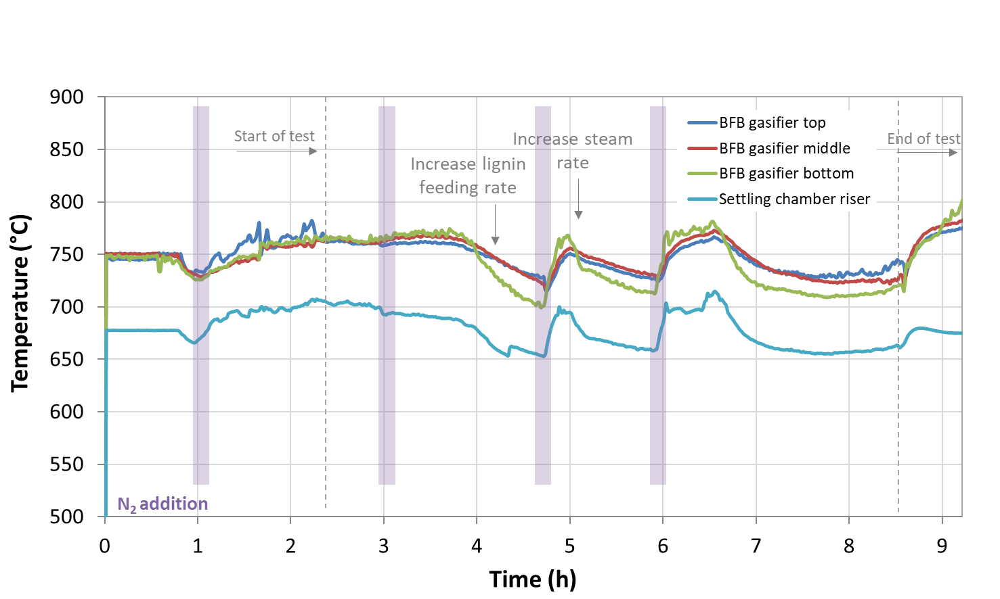 900
850
800
750
700
650
600
550
500
Temperature (°C)
Start of test
Increase lignin
feeding rate
Increase steam
rate
BFB gasifier top
BFB gasifier middle
BFB gasifier bottom
Settling chamber riser
End of test
N2 addition
0 1 2 3 4 5 6 7 8 9
Time (h)